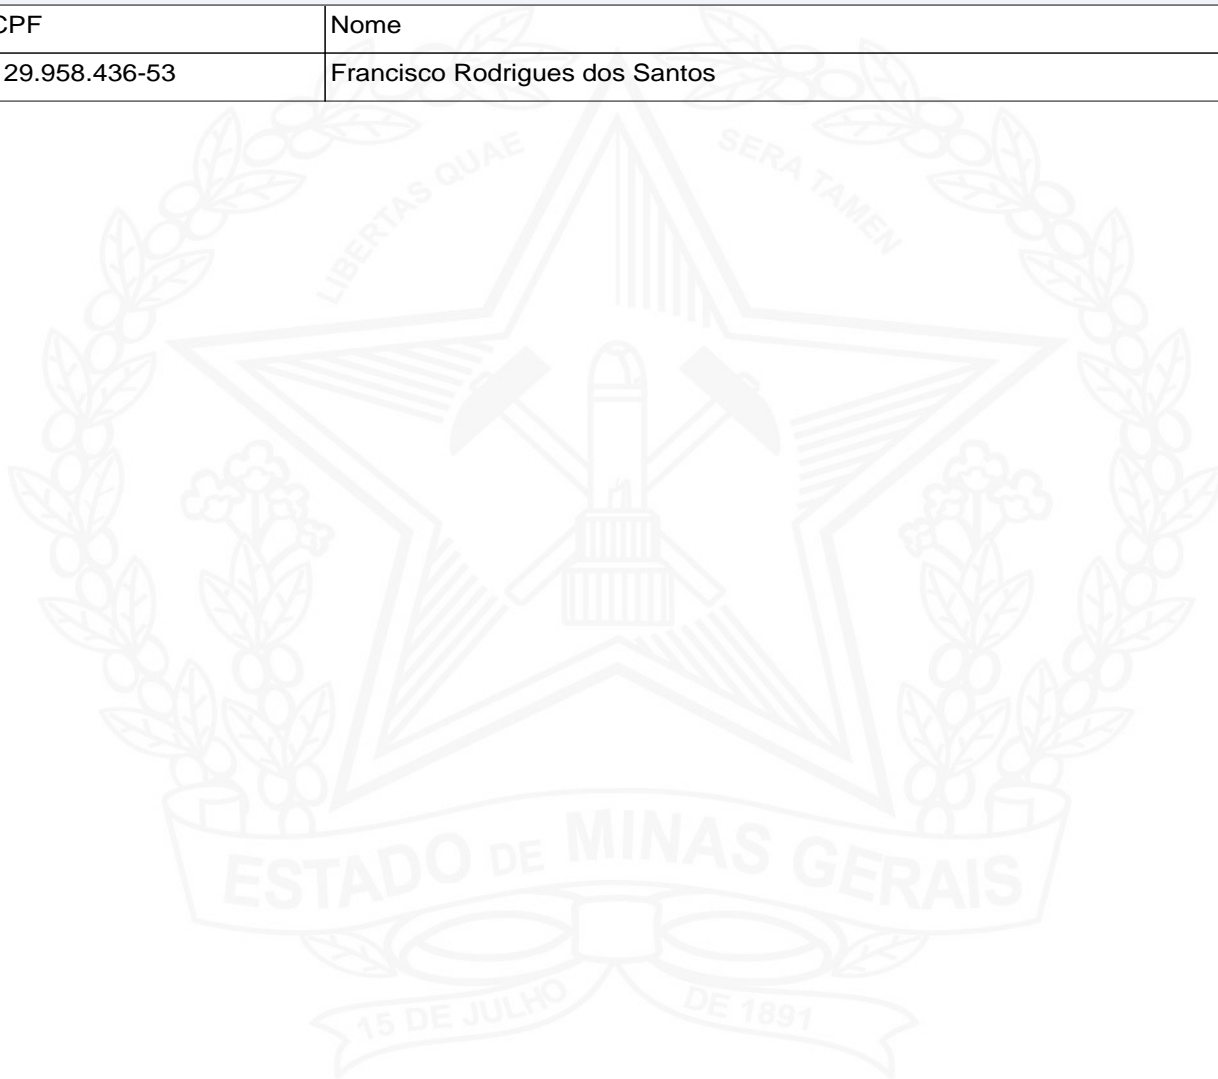 CPF Nome
29.958.436-53 Francisco Rodrigues dos Santos
LIBERTAS QUAE SERA TAMEN
ESTADO DE MINAS GERAIS
15 DE JULHO DE 1891